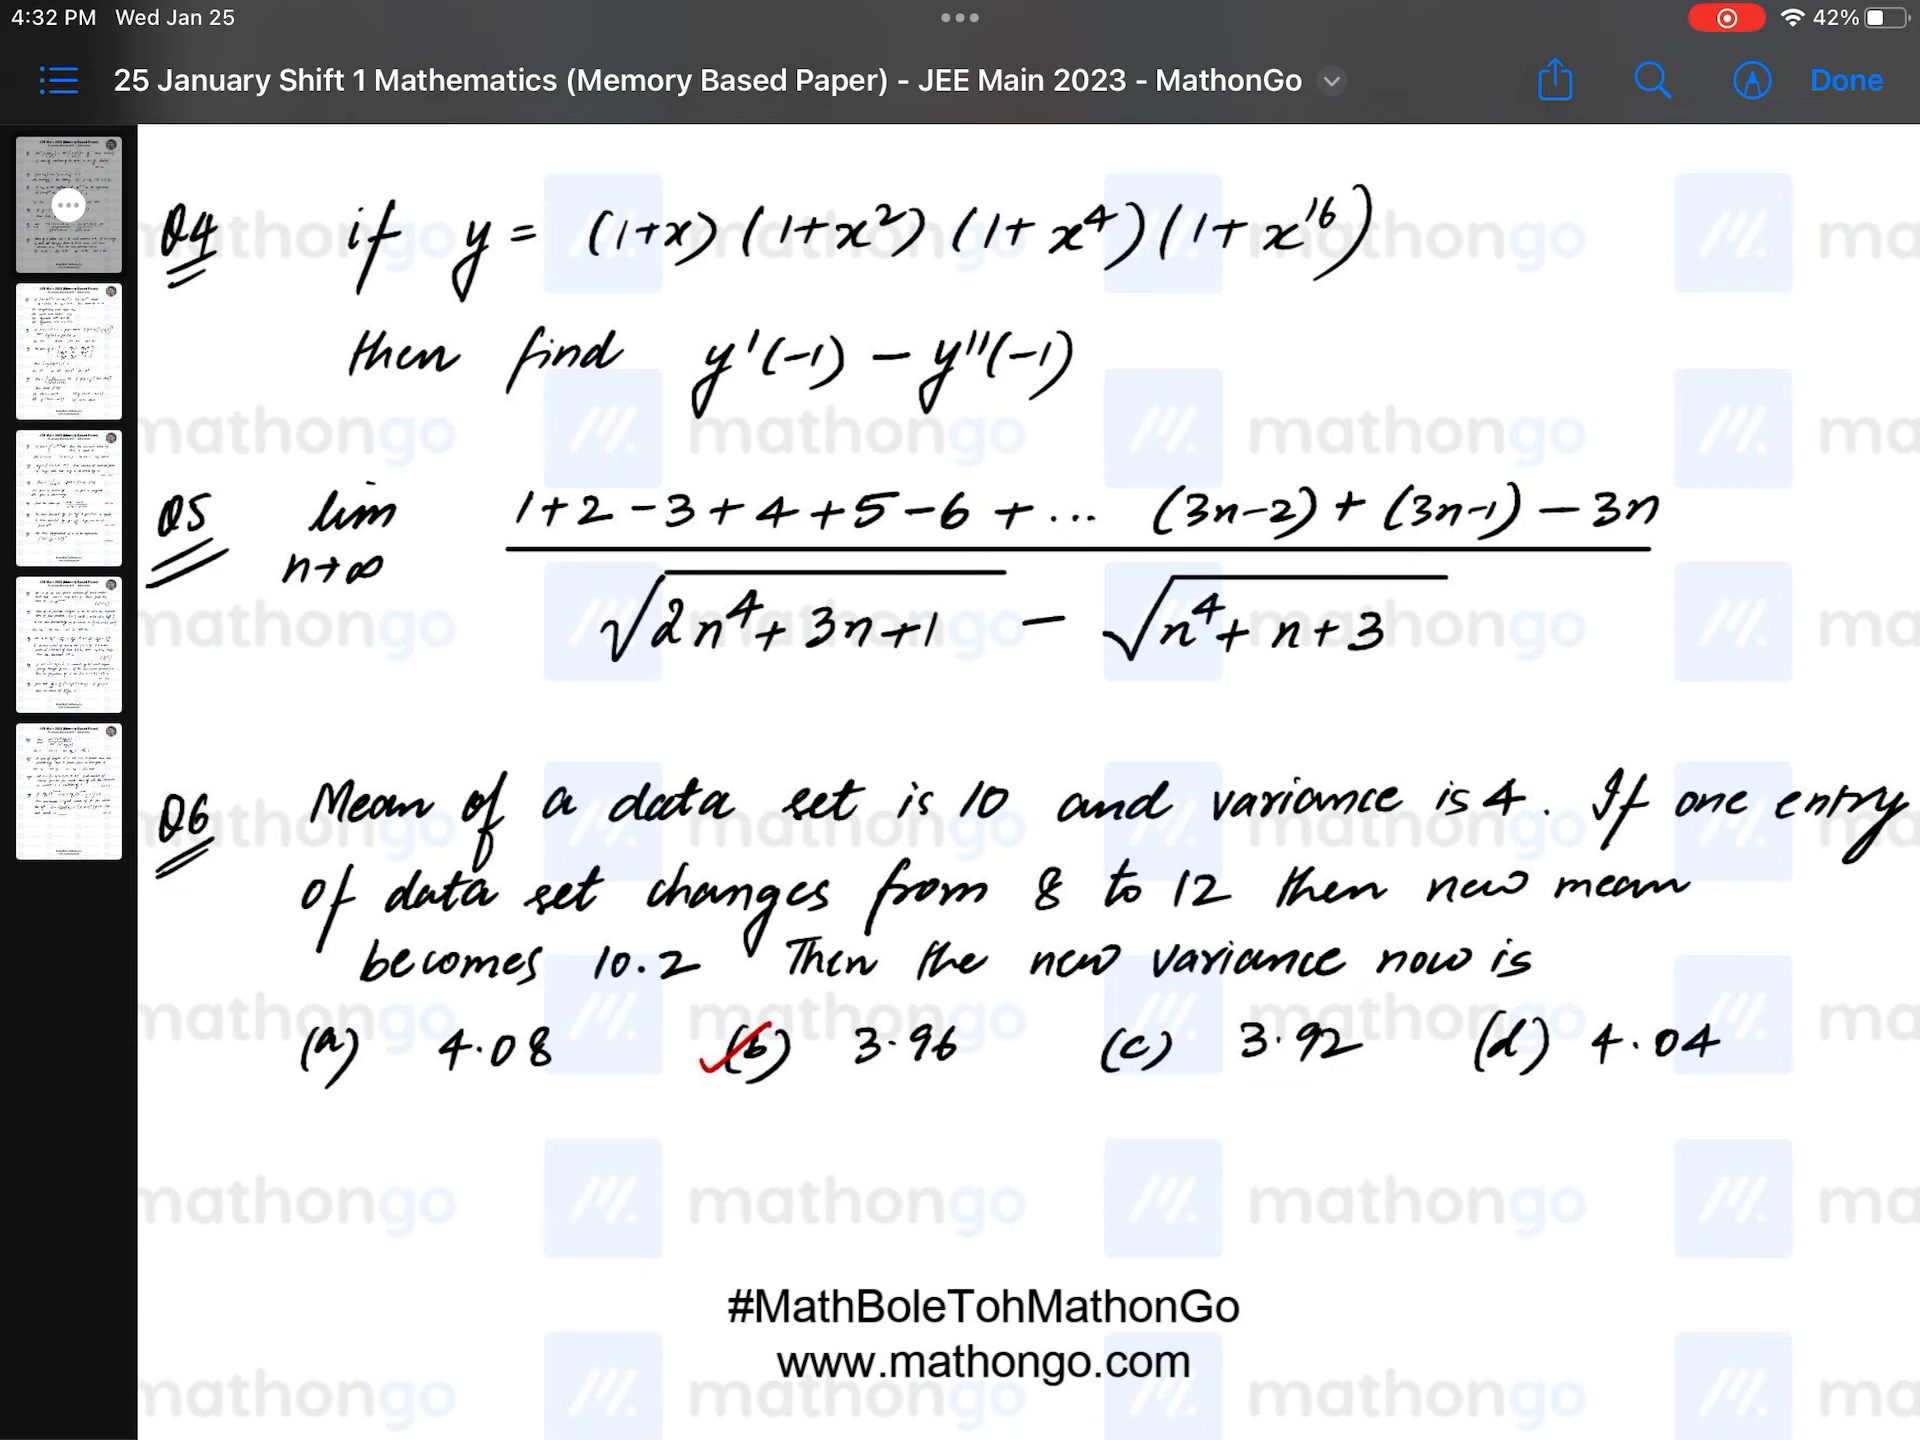 4:32 PM Wed Jan 25
42%
25 January Shift 1 Mathematics (Memory Based Paper) - JEE Main 2023 - MathonGo
Done
Q4 if y = (1+x)(1+x²)(1+x⁴)(1+x¹⁶)
then find y'(-1) - y''(-1)
Q5 lim n→∞ 1+2-3+4+5-6+... (3n-2)+(3n-1)-3n
√2n⁴+3n+1 - √n⁴+n+3
Q6 Mean of a data set is 10 and variance is 4. If one entry
of data set changes from 8 to 12 then new mean
becomes 10.2 Then the new variance now is
(a) 4.08 (b) 3.96 (c) 3.92 (d) 4.04
#MathBoleTohMathonGo
www.mathongo.com